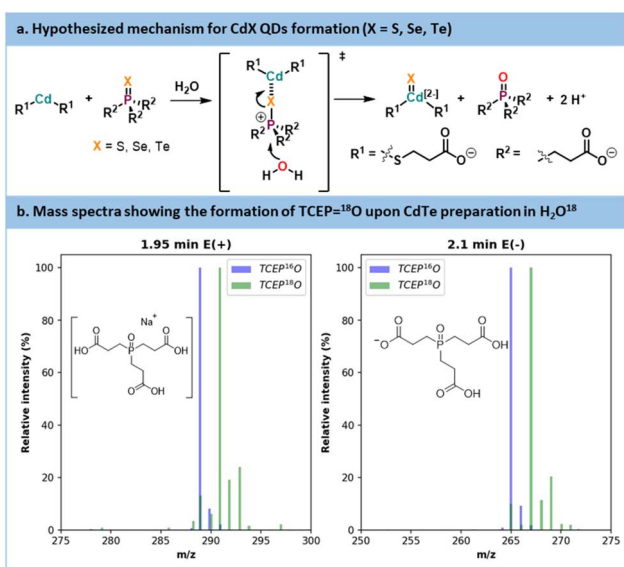 a. Hypothesized mechanism for CdX QDs formation (X = S, Se, Te)
R1 Cd R1 + X P R2 R2 R2 H2O R1 R1 Cd X ⊕ P R2 R2 R2 H O H ‡ X Cd[2-] R1 R1 + O P R2 R2 R2 + 2 H+
X = S, Se, Te
R1 = S O O⊖ R2 = O O⊖
b. Mass spectra showing the formation of TCEP=18O upon CdTe preparation in H2O18
1.95 min E(+)
TCEP16O
TCEP18O
Relative intensity (%)
100
80
60
40
20
0
Na+
O HO O P O OH O OH
275 280 285 290 295 300
m/z
2.1 min E(-)
TCEP16O
TCEP18O
Relative intensity (%)
100
80
60
40
20
0
O -O O P O OH O OH
250 255 260 265 270 275
m/z